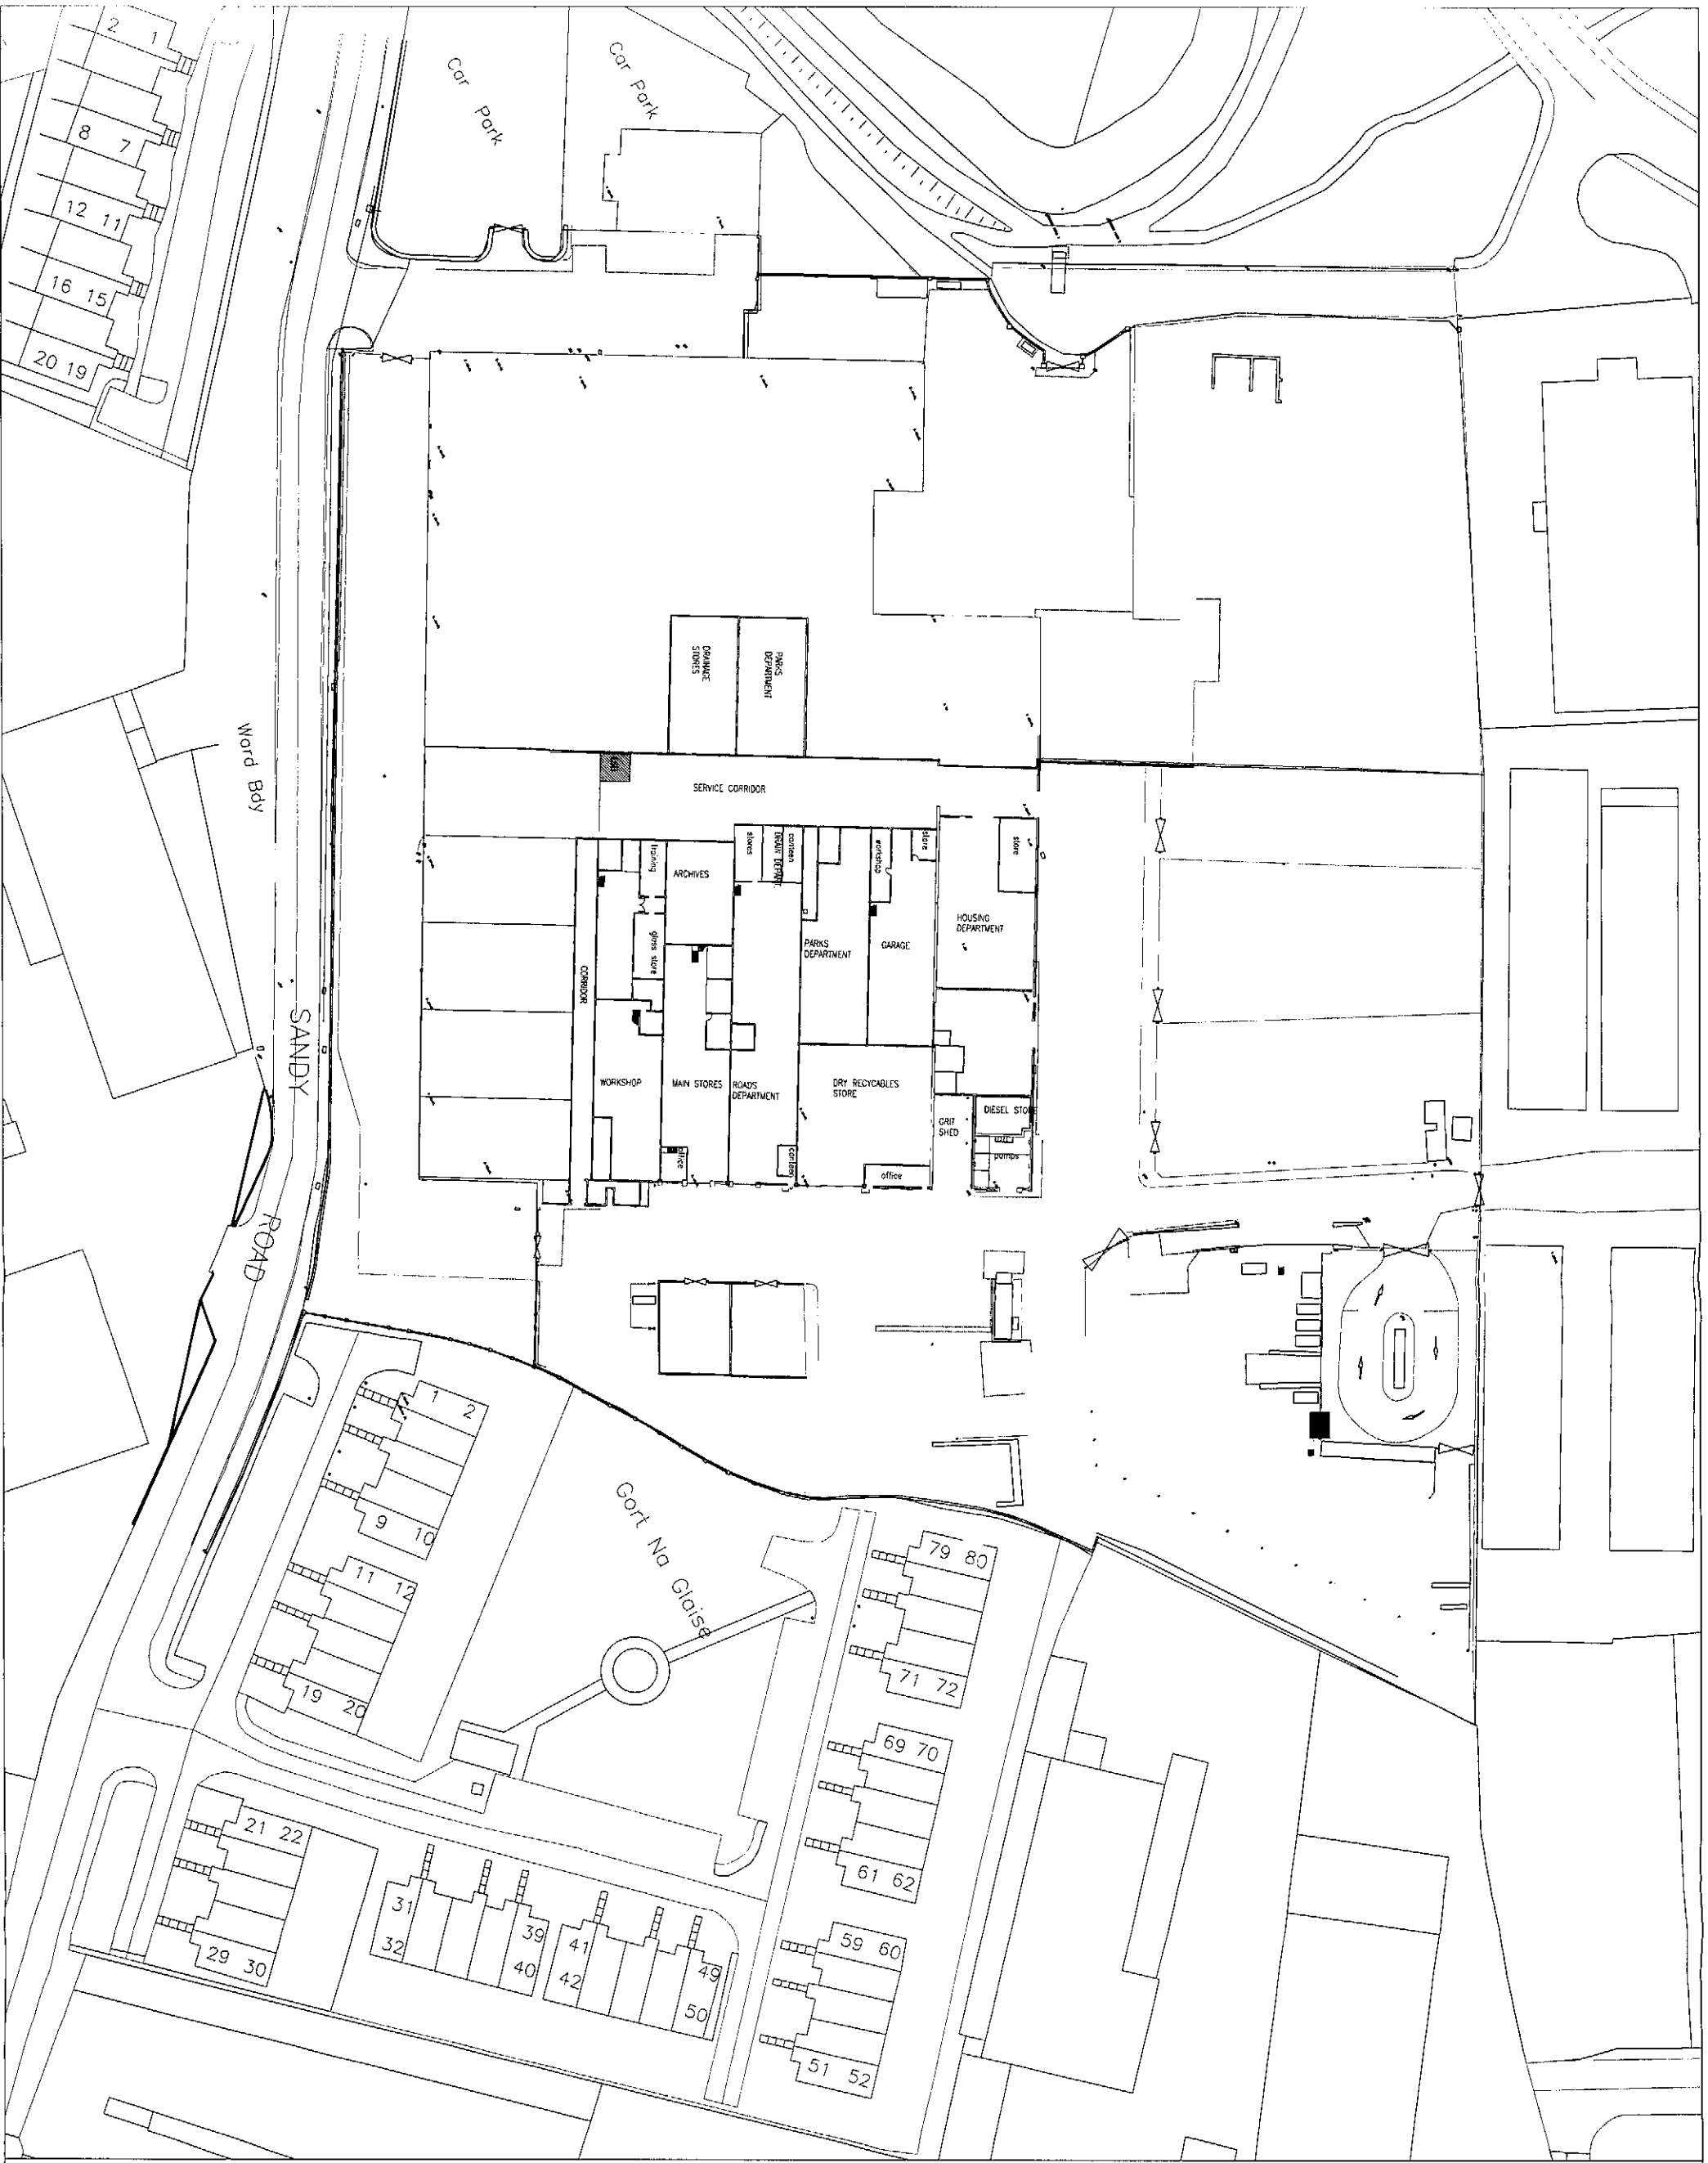 2 1
8 7
12 11
16 15
20 19
Car Park
Car Park
Ward Bdy
SANDY
ROAD
DRAINAGE
STORES
PARKS
DEPARTMENT
ESB
SERVICE CORRIDOR
CORRIDOR
training
glass store
ARCHIVES
stores
DRAIN DEPART.
canteen
PARKS
DEPARTMENT
workshop
store
GARAGE
store
HOUSING
DEPARTMENT
WORKSHOP
MAIN STORES
ROADS
DEPARTMENT
DRY RECYCABLES
STORE
GRIT
SHED
DIESEL STORE
pumps
office
canteen
office
Gort Na Glaise
1 2
9 10
11 12
19 20
21 22
29 30
31
32
39
40
41
42
49
50
79 80
71 72
69 70
61 62
59 60
51 52